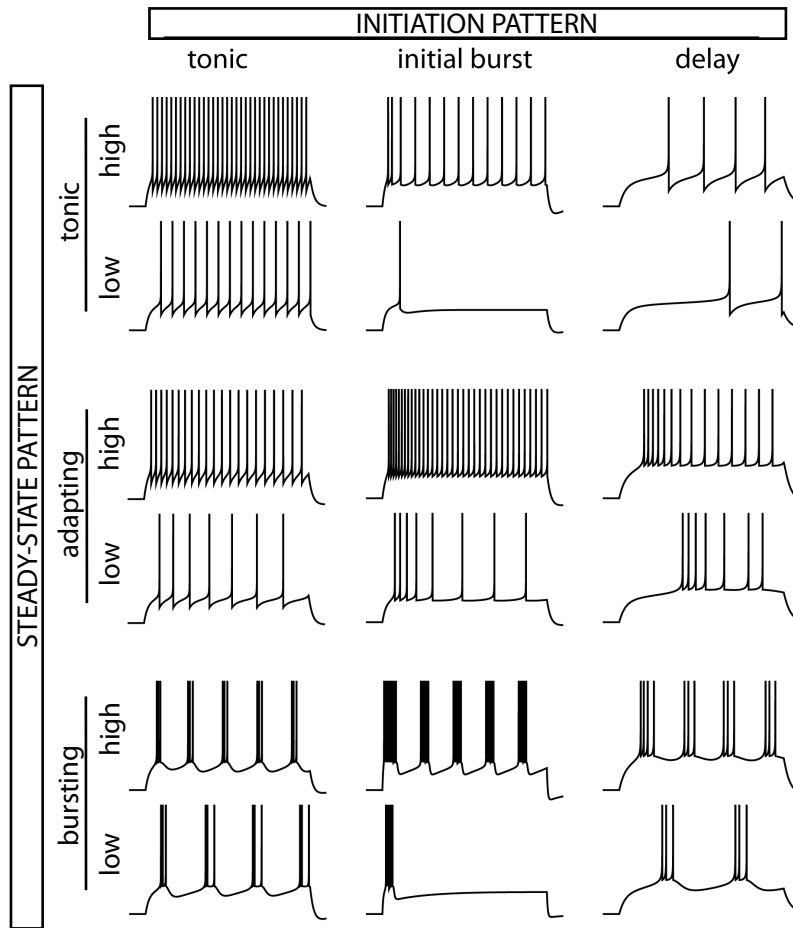 INITIATION PATTERN
tonic
initial burst
delay
STEADY-STATE PATTERN
tonic
high
low
adapting
high
low
bursting
high
low